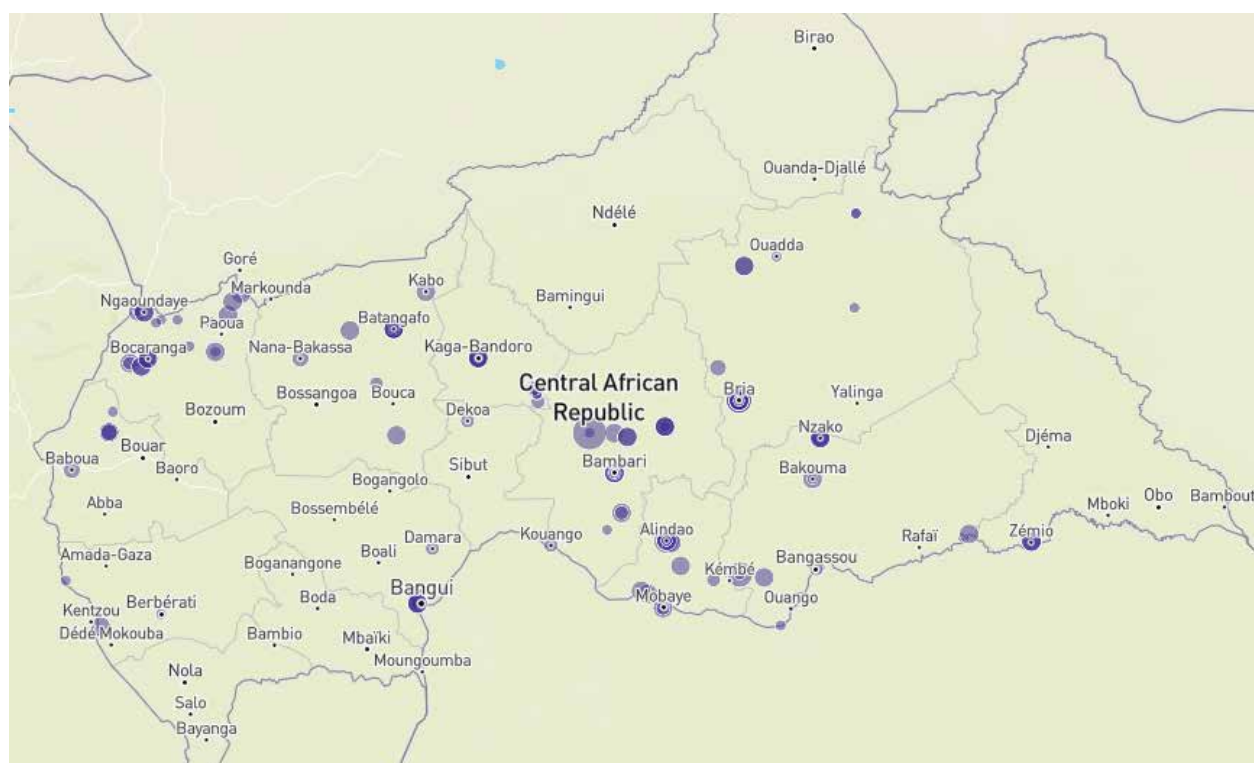 Birao
Ouanda-Djallé
Ndélé
Ouadda
Goré
Kabo
Markounda
Bamingui
Ngaoundaye
Batangafo
Paoua
Bocaranga
Nana-Bakassa
Kaga-Bandoro
Central African
Republic
Bria
Yalinga
Bossangoa
Bouca
Dekoa
Bozoum
Nzako
Djéma
Bouar
Baboua
Baoro
Sibut
Bambari
Bakouma
Bogangolo
Abba
Bossembélé
Mboki
Obo
Bambout
Damara
Kouango
Alindao
Rafaï
Zémio
Amada-Gaza
Boganangone
Boali
Bangassou
Kémbé
Bangui
Kentzou
Berbérati
Boda
Mobaye
Ouango
Dédé Mokouba
Bambio
Mbaïki
Moungoumba
Nola
Salo
Bayanga